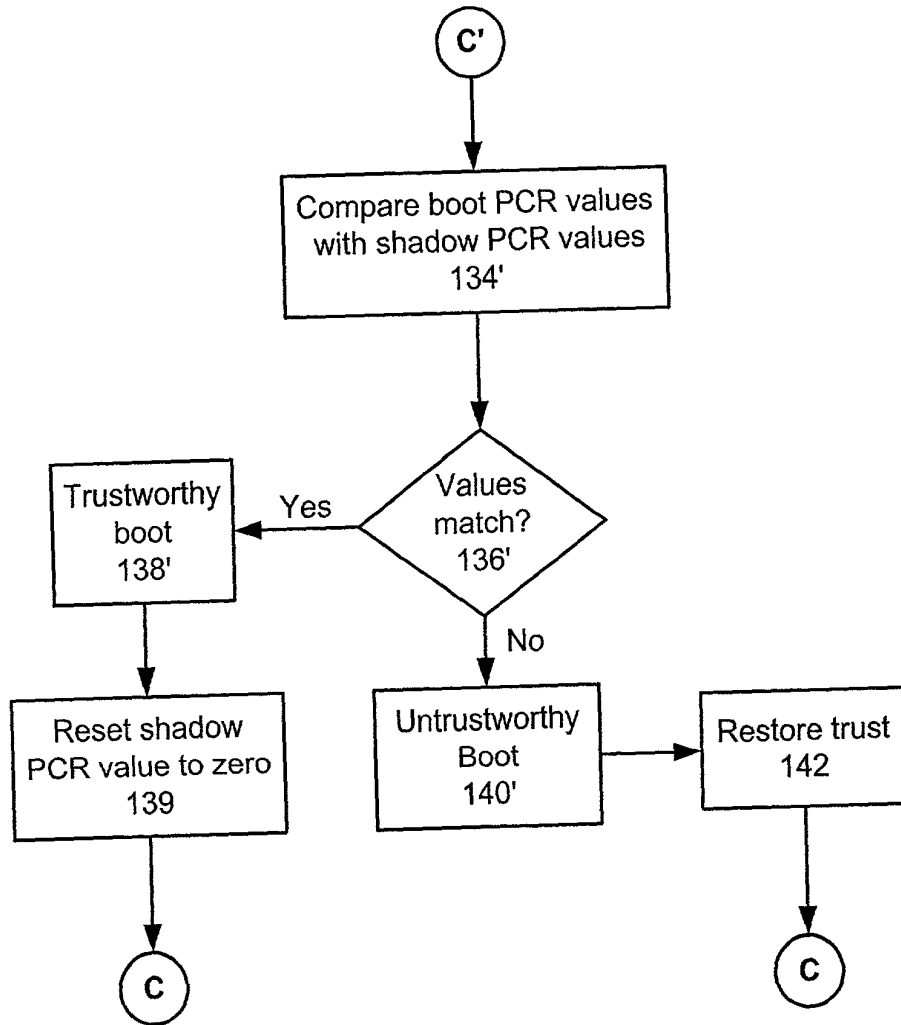 C'
Compare boot PCR values
with shadow PCR values
134'
Values
match?
136'
Yes
Trustworthy
boot
138'
No
Reset shadow
PCR value to zero
139
Untrustworthy
Boot
140'
Restore trust
142
C
C